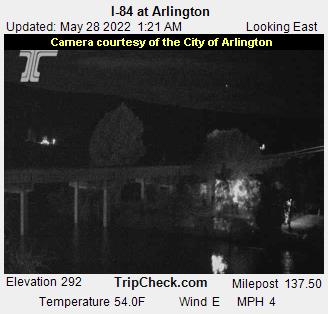 I-84 at Arlington
Updated: May 28 2022 1:21 AM Looking East
Camera courtesy of the City of Arlington
Elevation 292 TripCheck.com Milepost 137.50
Temperature 54.0F Wind E MPH 4